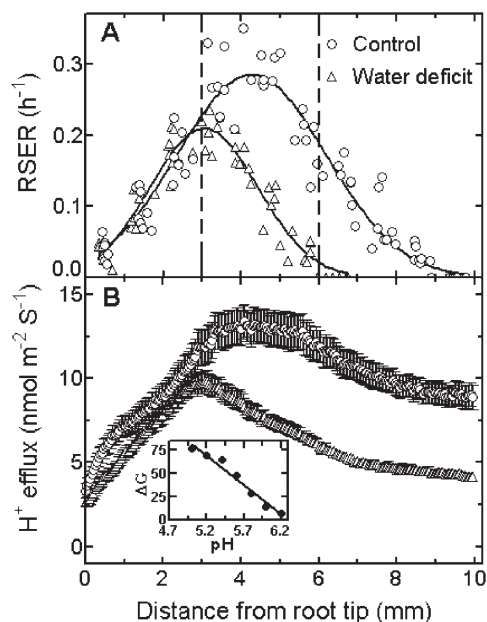 A
Control
Water deficit
RSER (h⁻¹)
0.3
0.2
0.1
0.0
B
H⁺ efflux (nmol m⁻² S⁻¹)
15
10
5
0
ΔG
75
50
25
0
4.7 5.2 5.7 6.2
pH
0 2 4 6 8 10
Distance from root tip (mm)